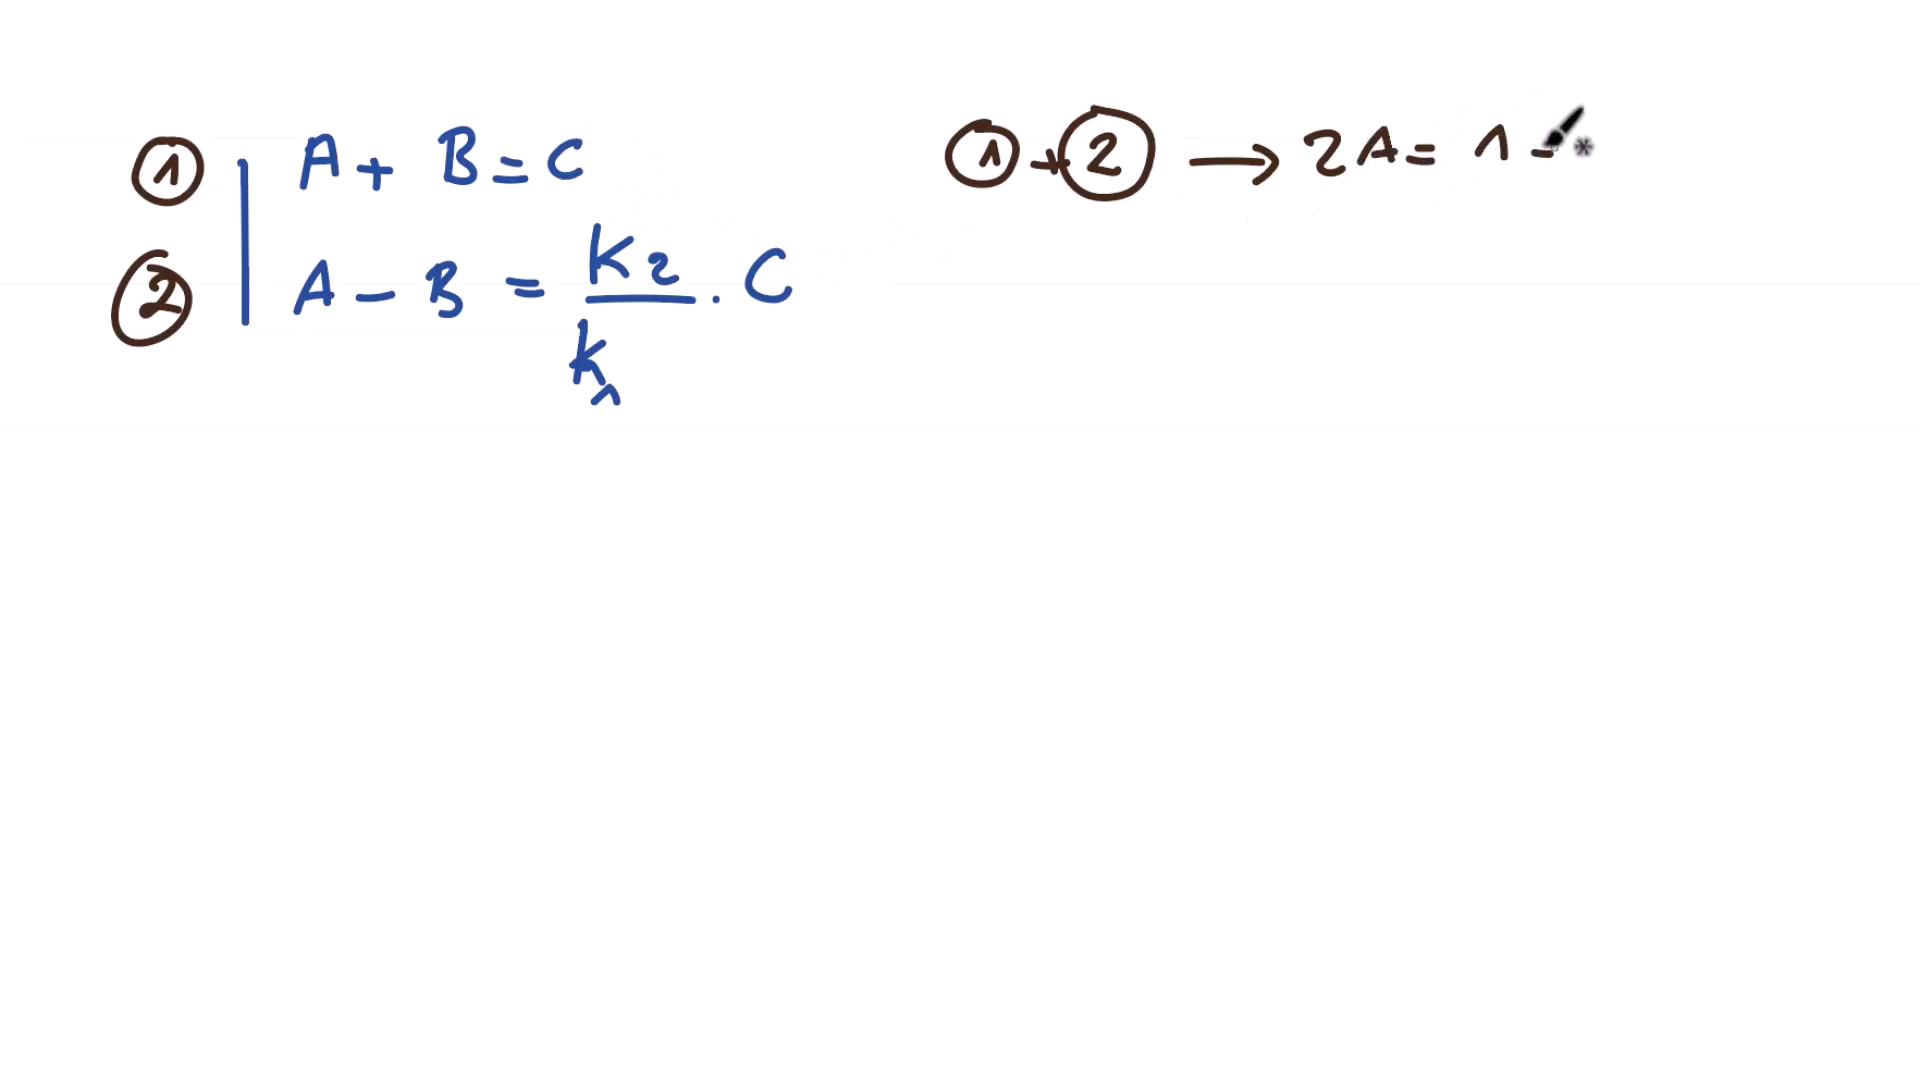 ① A + B = C
② A - B = K2/K1 . C
① + ② → 2A = 1 -